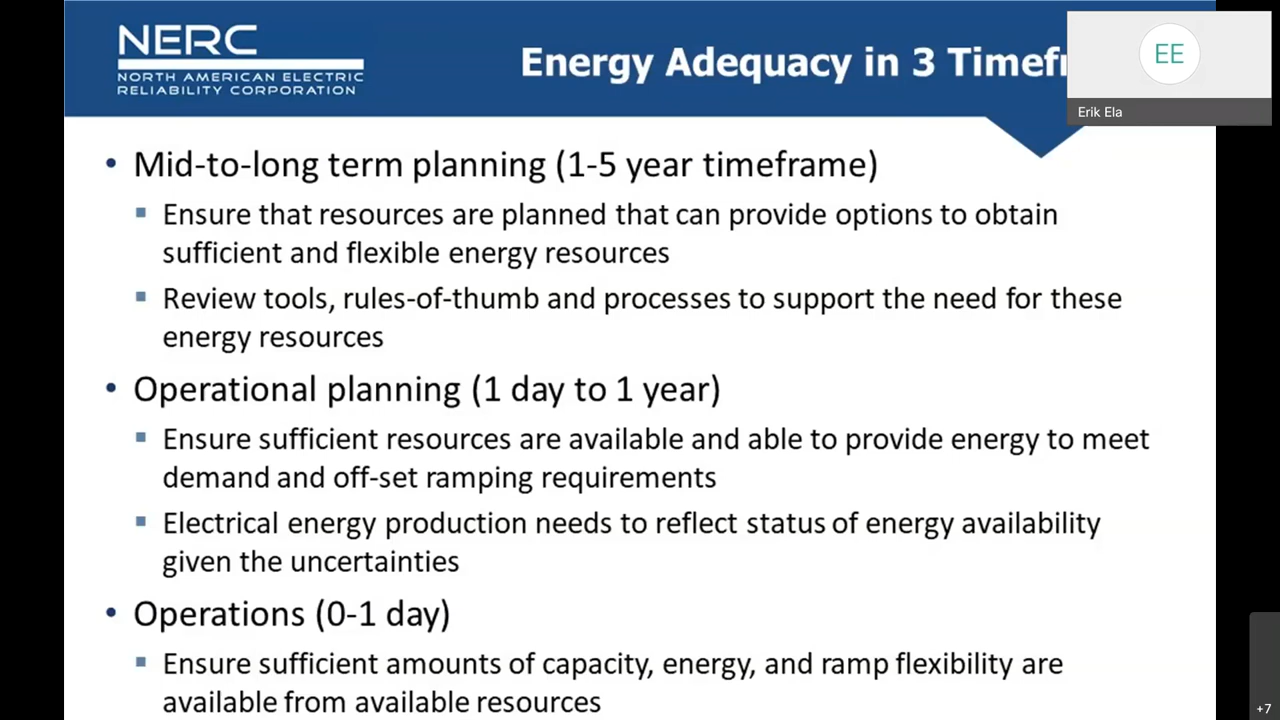 NERC
NORTH AMERICAN ELECTRIC
RELIABILITY CORPORATION
Energy Adequacy in 3
EE
Erik Ela
• Mid-to-long term planning (1-5 year timeframe)
▪ Ensure that resources are planned that can provide options to obtain
sufficient and flexible energy resources
▪ Review tools, rules-of-thumb and processes to support the need for these
energy resources
• Operational planning (1 day to 1 year)
▪ Ensure sufficient resources are available and able to provide energy to meet
demand and off-set ramping requirements
▪ Electrical energy production needs to reflect status of energy availability
given the uncertainties
• Operations (0-1 day)
▪ Ensure sufficient amounts of capacity, energy, and ramp flexibility are
available from available resources
+7